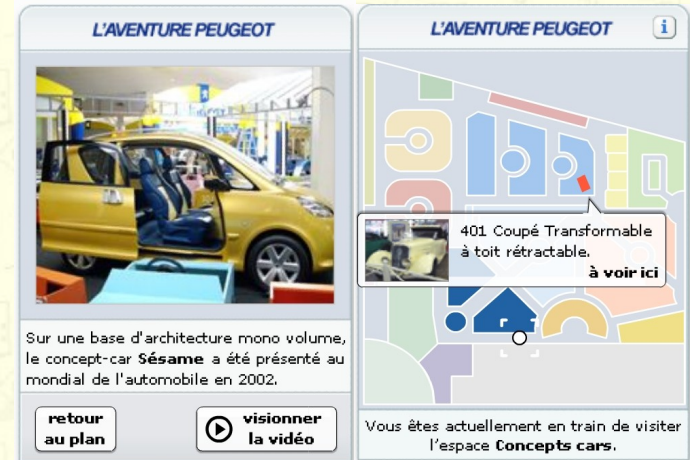 L'AVENTURE PEUGEOT
Sur une base d'architecture mono volume,
le concept-car Sésame a été présenté au
mondial de l'automobile en 2002.
retour
au plan
visionner
la vidéo
L'AVENTURE PEUGEOT
i
401 Coupé Transformable
à toit rétractable.
à voir ici
Vous êtes actuellement en train de visiter
l'espace Concepts cars.